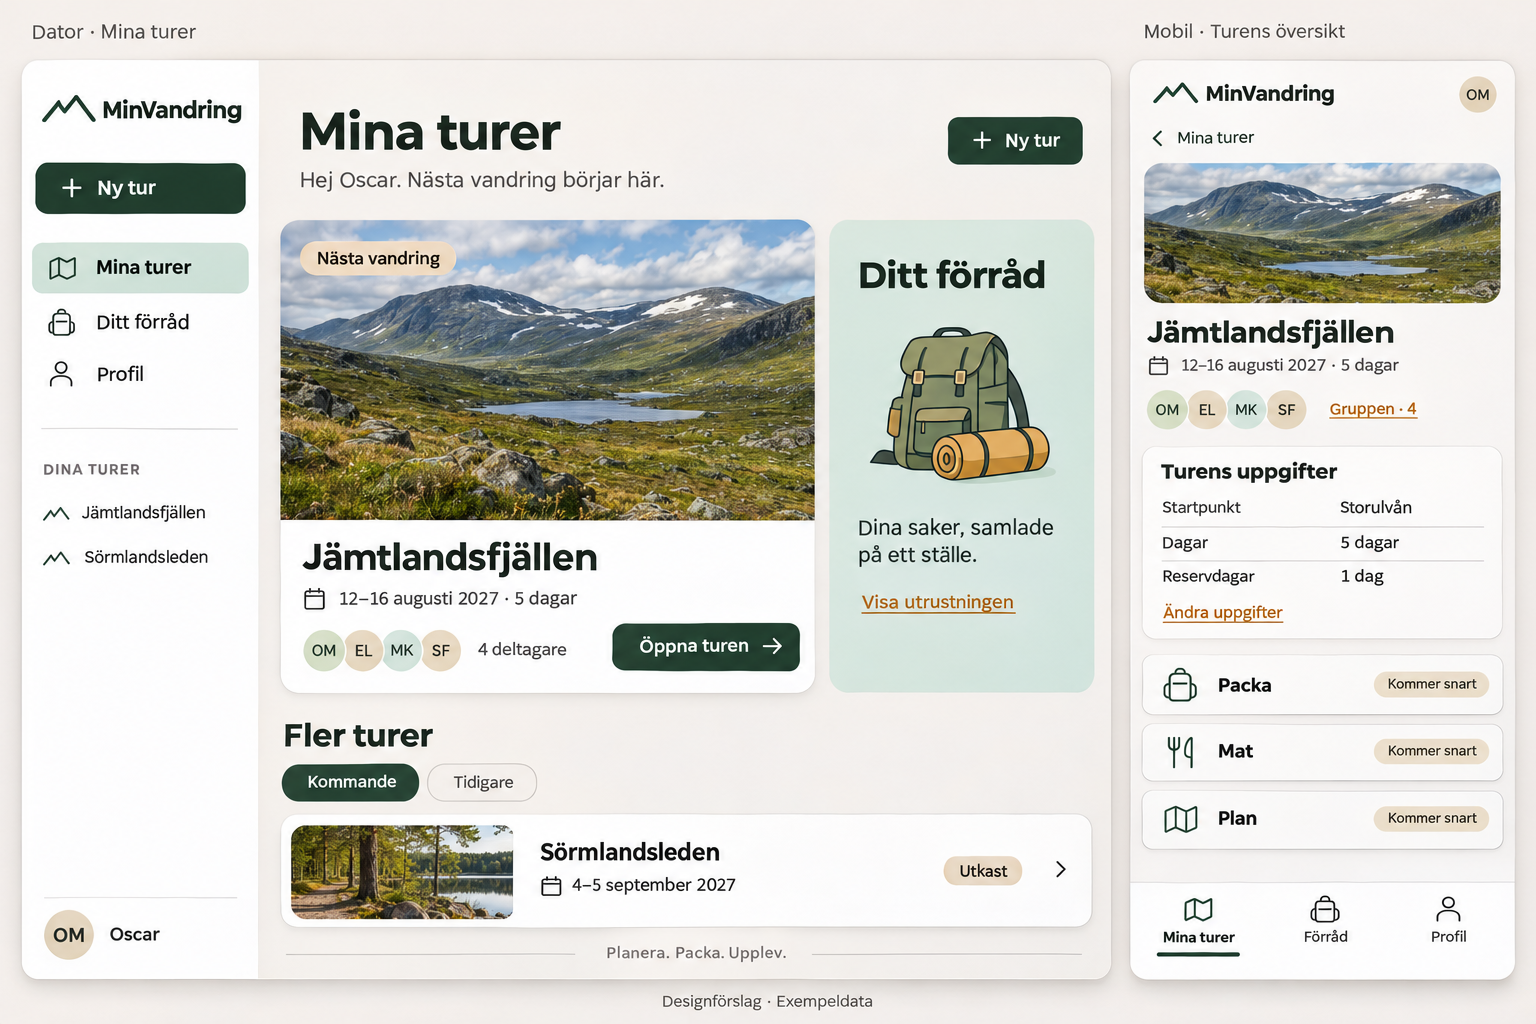 Dator · Mina turer
MinVandring
+ Ny tur
Mina turer
Ditt förråd
Profil
DINA TURER
Jämtlandsfjällen
Sörmlandsleden
OM
Oscar
Mina turer
Hej Oscar. Nästa vandring börjar här.
+ Ny tur
Nästa vandring
Jämtlandsfjällen
12–16 augusti 2027 · 5 dagar
OM EL MK SF 4 deltagare
Öppna turen →
Ditt förråd
Dina saker, samlade
på ett ställe.
Visa utrustningen
Fler turer
Kommande
Tidigare
Sörmlandsleden
4–5 september 2027
Utkast
Planera. Packa. Upplev.
Mobil · Turens översikt
MinVandring
OM
Mina turer
Jämtlandsfjällen
12–16 augusti 2027 · 5 dagar
OM EL MK SF Gruppen · 4
Turens uppgifter
Startpunkt Storulvån
Dagar 5 dagar
Reservdagar 1 dag
Ändra uppgifter
Packa Kommer snart
Mat Kommer snart
Plan Kommer snart
Mina turer Förråd Profil
Designförslag · Exempeldata